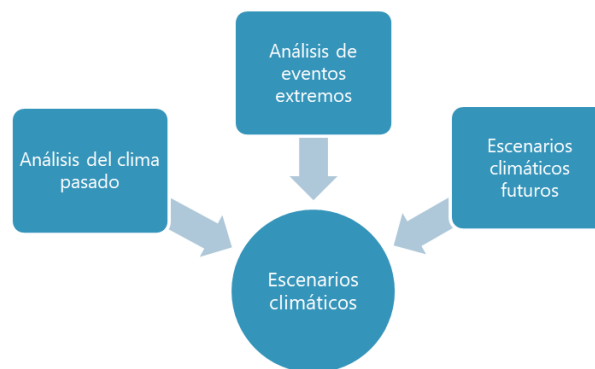 Análisis de
eventos
extremos
Análisis del clima
pasado
Escenarios
climáticos
futuros
Escenarios
climáticos